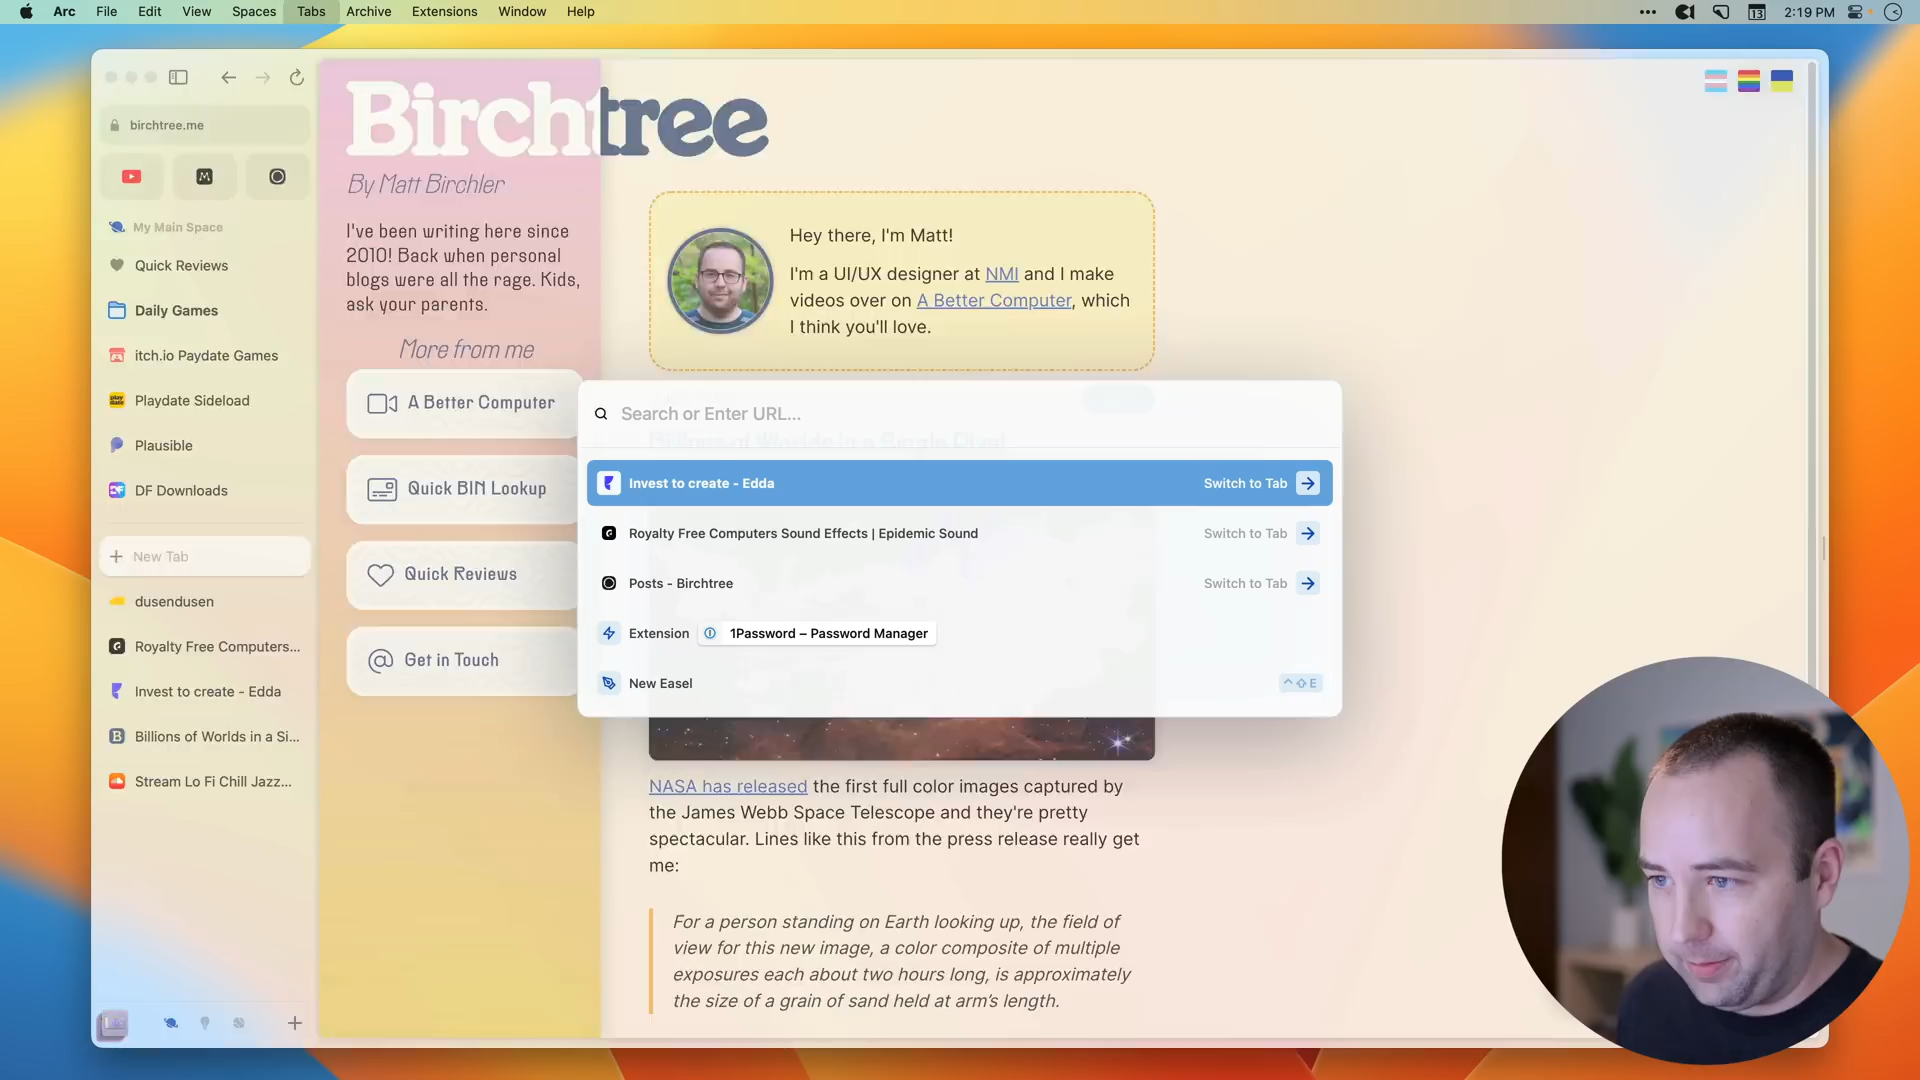 Arc File Edit View Spaces Tabs Archive Extensions Window Help
13 2:19 PM
birchtree.me
My Main Space
Quick Reviews
Daily Games
itch.io Paydate Games
Playdate Sideload
Plausible
DF Downloads
New Tab
dusendusen
Royalty Free Computers...
Invest to create - Edda
Billions of Worlds in a Si...
Stream Lo Fi Chill Jazz...
Birchtree
By Matt Birchler
I've been writing here since
2010! Back when personal
blogs were all the rage. Kids,
ask your parents.
More from me
A Better Computer
Quick BIN Lookup
Quick Reviews
Get in Touch
Hey there, I'm Matt!
I'm a UI/UX designer at NMI and I make
videos over on A Better Computer, which
I think you'll love.
Search or Enter URL...
Billions of Worlds in a Single Pixel
Invest to create - Edda Switch to Tab
Royalty Free Computers Sound Effects | Epidemic Sound Switch to Tab
Posts - Birchtree Switch to Tab
Extension 1Password – Password Manager
New Easel ⌃⇧E
NASA has released the first full color images captured by
the James Webb Space Telescope and they're pretty
spectacular. Lines like this from the press release really get
me:
For a person standing on Earth looking up, the field of
view for this new image, a color composite of multiple
exposures each about two hours long, is approximately
the size of a grain of sand held at arm's length.